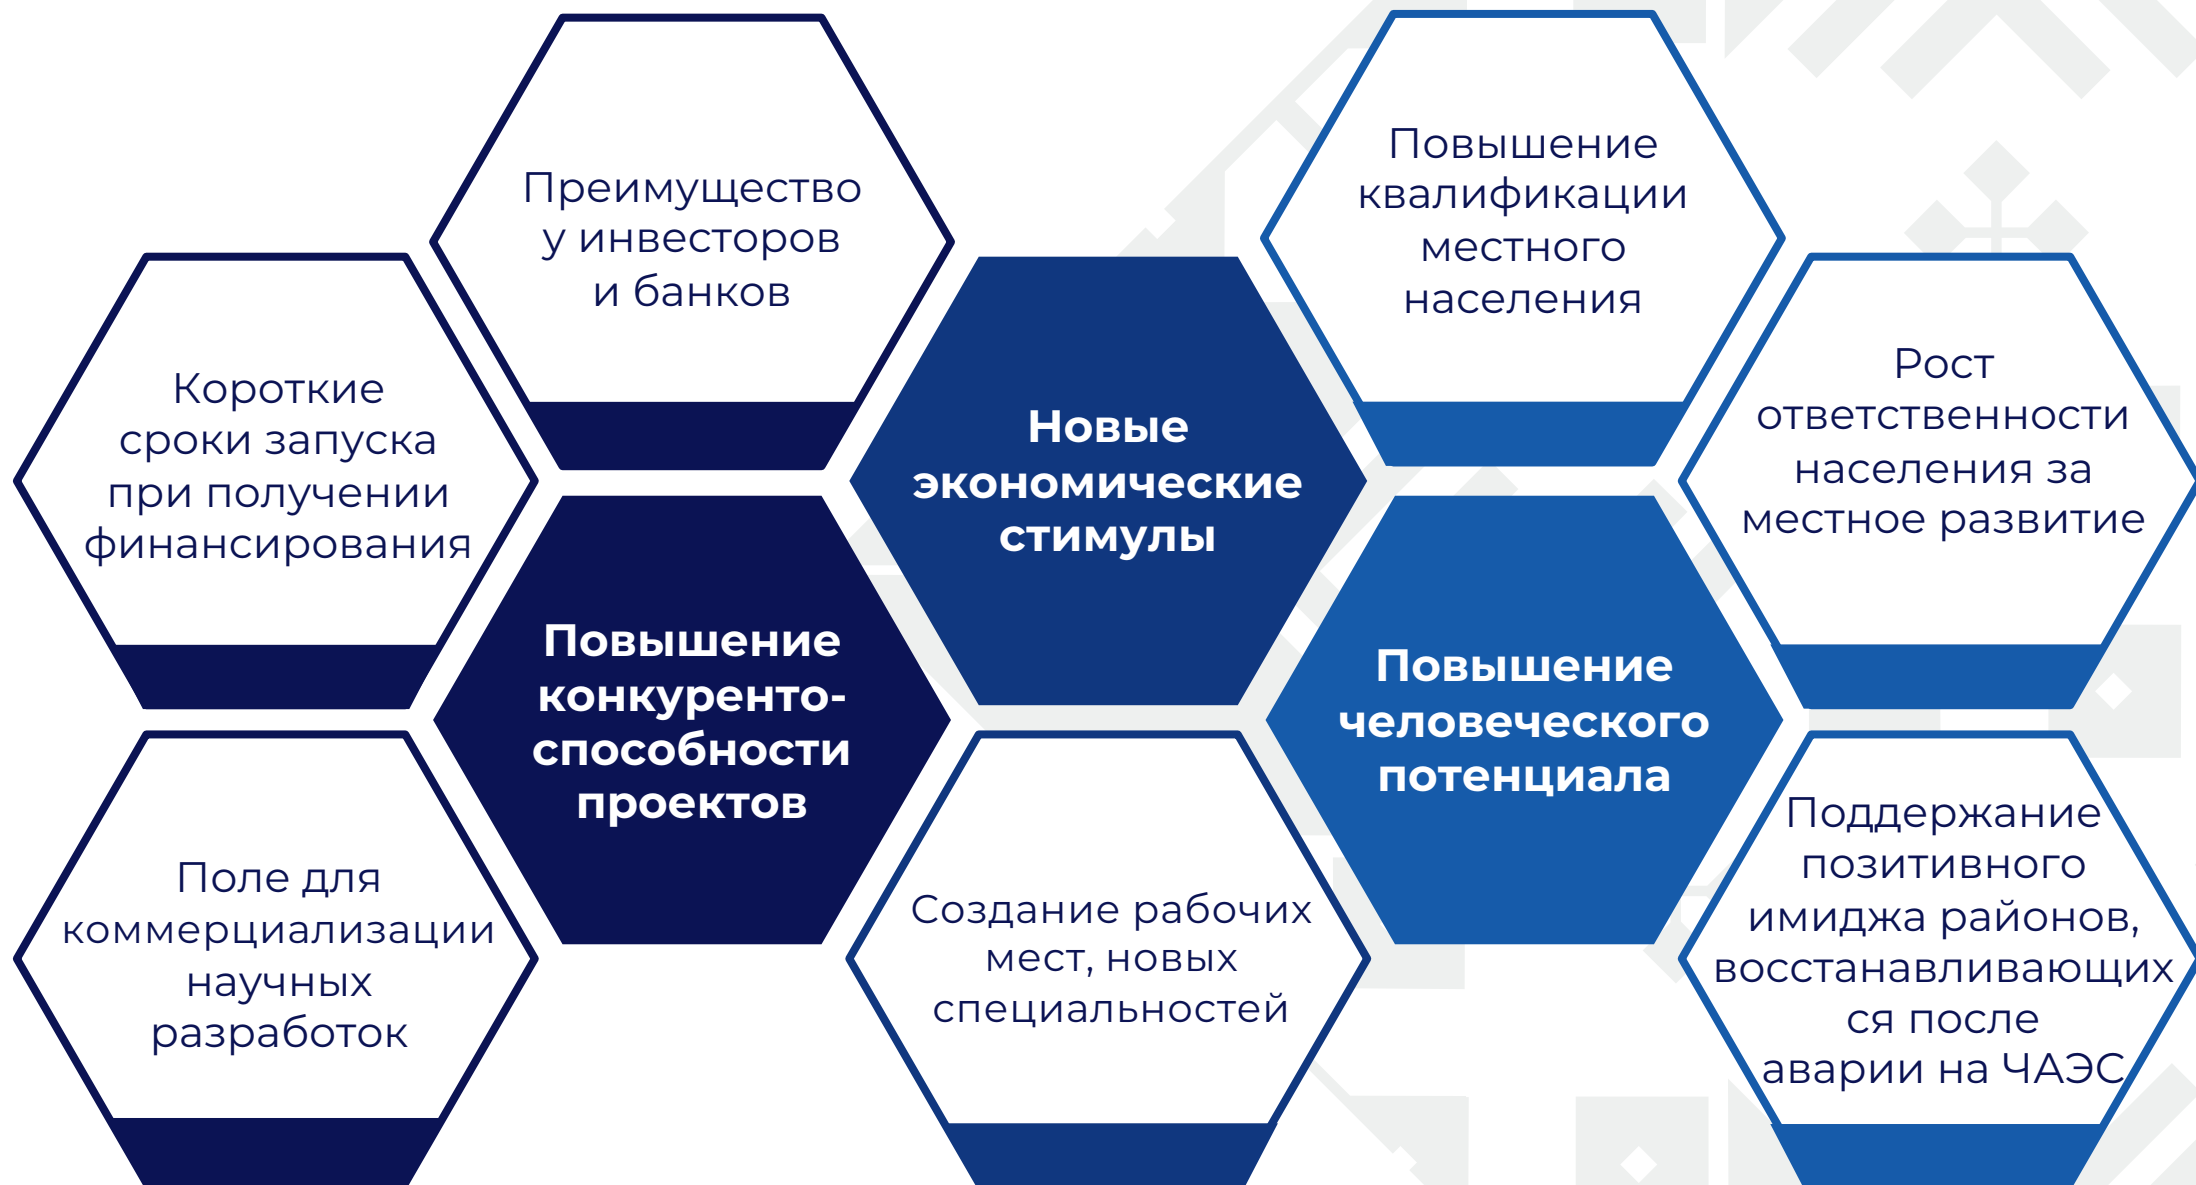 Преимущество
у инвесторов
и банков
Повышение
квалификации
местного
населения
Короткие
сроки запуска
при получении
финансирования
Новые
экономические
стимулы
Рост
ответственности
населения за
местное развитие
Повышение
конкуренто-
способности
проектов
Повышение
человеческого
потенциала
Поле для
коммерциализации
научных
разработок
Создание рабочих
мест, новых
специальностей
Поддержание
позитивного
имиджа районов,
восстанавливающих
ся после
аварии на ЧАЭС